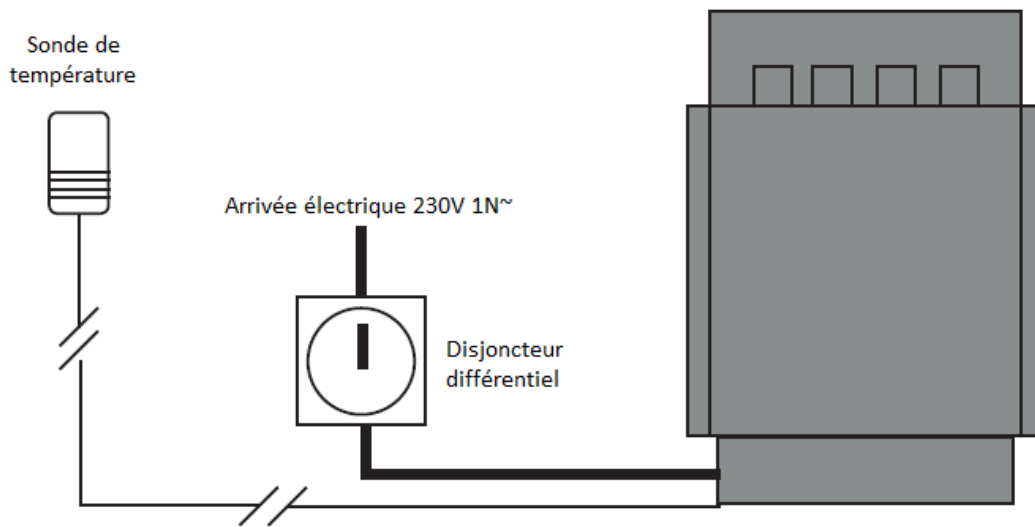 Sonde de
température
Arrivée électrique 230V 1N~
Disjoncteur
différentiel